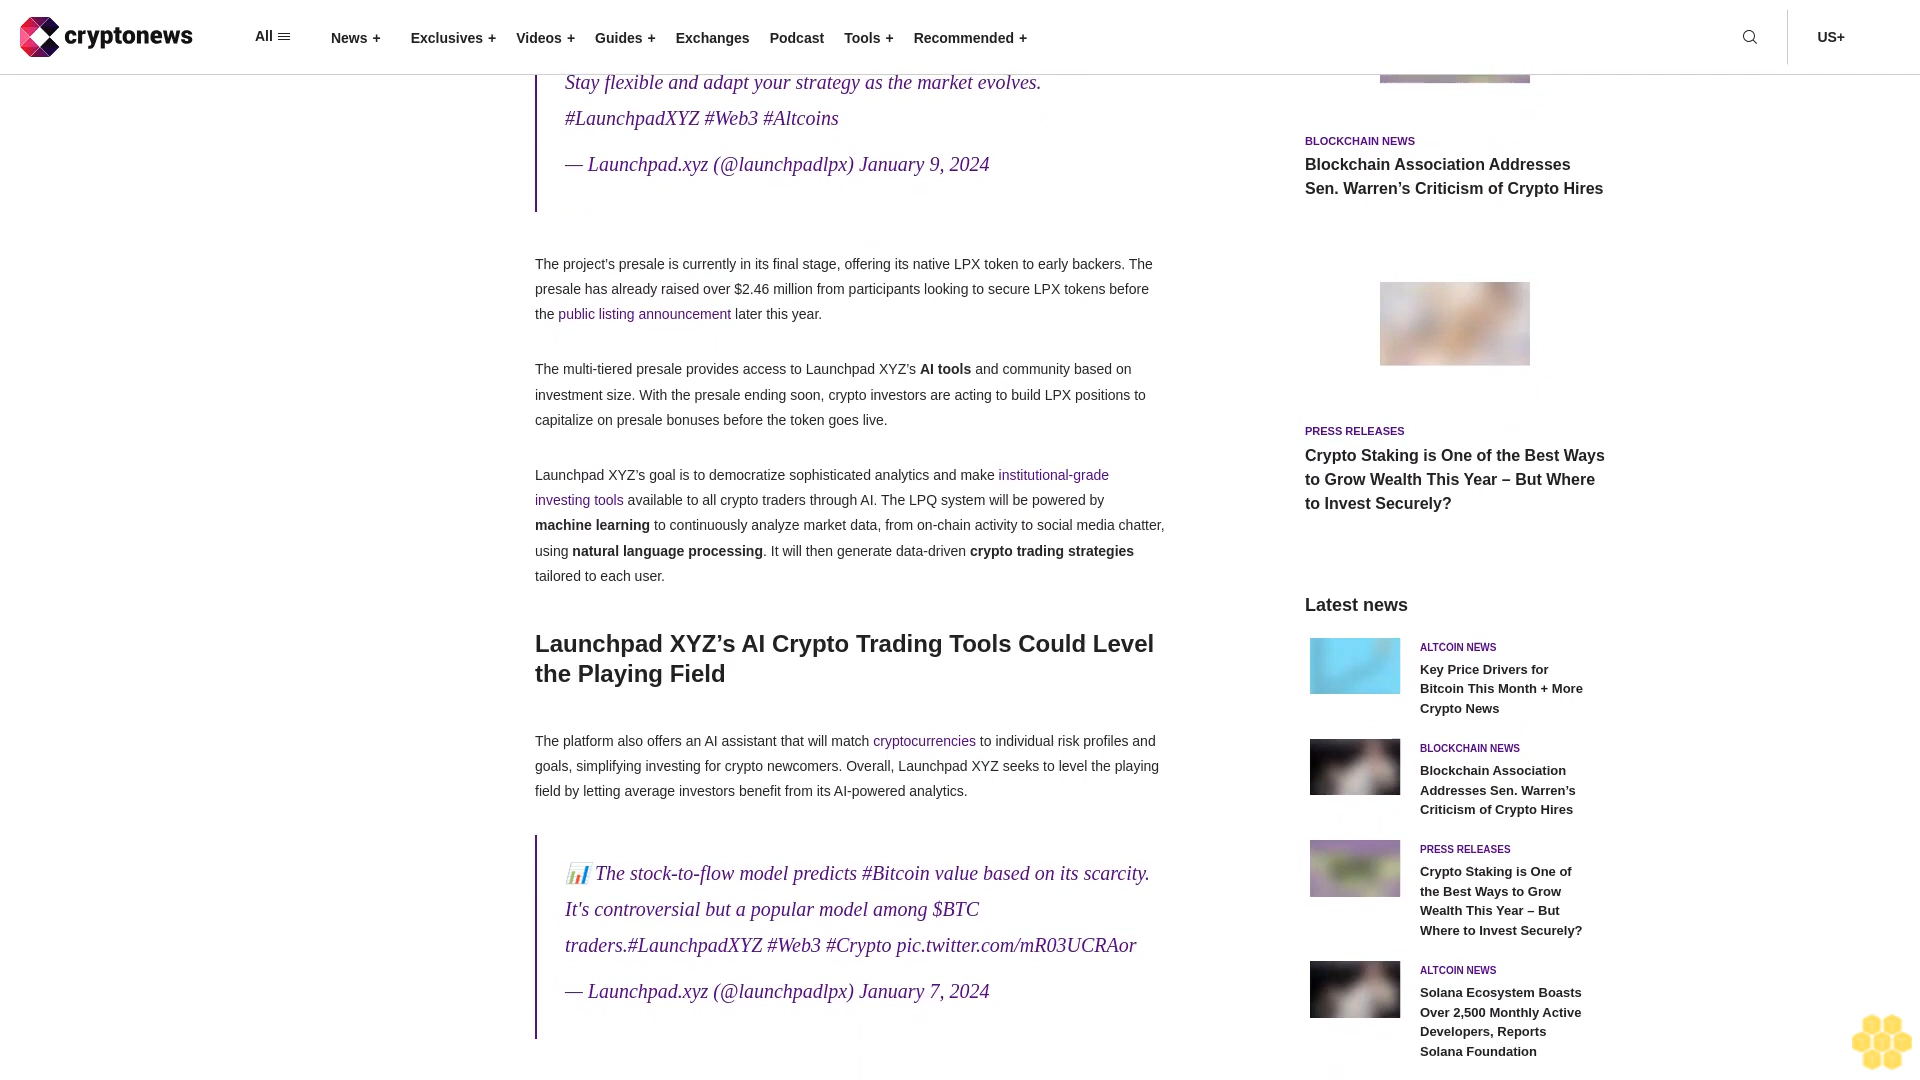 cryptonews
All
News +
Exclusives +
Videos +
Guides +
Exchanges
Podcast
Tools +
Recommended +
US+
Stay flexible and adapt your strategy as the market evolves.
#LaunchpadXYZ #Web3 #Altcoins
— Launchpad.xyz (@launchpadlpx) January 9, 2024
The project’s presale is currently in its final stage, offering its native LPX token to early backers. The
presale has already raised over $2.46 million from participants looking to secure LPX tokens before
the public listing announcement later this year.
The multi-tiered presale provides access to Launchpad XYZ’s AI tools and community based on
investment size. With the presale ending soon, crypto investors are acting to build LPX positions to
capitalize on presale bonuses before the token goes live.
Launchpad XYZ’s goal is to democratize sophisticated analytics and make institutional-grade
investing tools available to all crypto traders through AI. The LPQ system will be powered by
machine learning to continuously analyze market data, from on-chain activity to social media chatter,
using natural language processing. It will then generate data-driven crypto trading strategies
tailored to each user.
Launchpad XYZ’s AI Crypto Trading Tools Could Level
the Playing Field
The platform also offers an AI assistant that will match cryptocurrencies to individual risk profiles and
goals, simplifying investing for crypto newcomers. Overall, Launchpad XYZ seeks to level the playing
field by letting average investors benefit from its AI-powered analytics.
📊 The stock-to-flow model predicts #Bitcoin value based on its scarcity.
It's controversial but a popular model among $BTC
traders.#LaunchpadXYZ #Web3 #Crypto pic.twitter.com/mR03UCRAor
— Launchpad.xyz (@launchpadlpx) January 7, 2024
BLOCKCHAIN NEWS
Blockchain Association Addresses
Sen. Warren’s Criticism of Crypto Hires
PRESS RELEASES
Crypto Staking is One of the Best Ways
to Grow Wealth This Year – But Where
to Invest Securely?
Latest news
ALTCOIN NEWS
Key Price Drivers for
Bitcoin This Month + More
Crypto News
BLOCKCHAIN NEWS
Blockchain Association
Addresses Sen. Warren’s
Criticism of Crypto Hires
PRESS RELEASES
Crypto Staking is One of
the Best Ways to Grow
Wealth This Year – But
Where to Invest Securely?
ALTCOIN NEWS
Solana Ecosystem Boasts
Over 2,500 Monthly Active
Developers, Reports
Solana Foundation